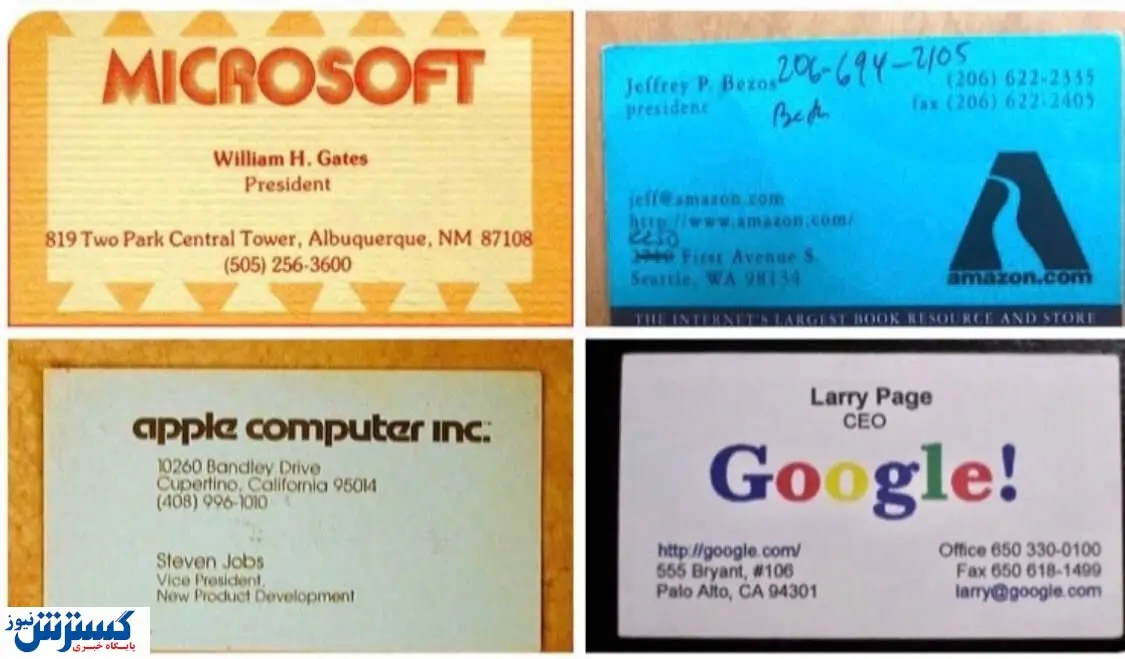 MICROSOFT
William H. Gates
President
819 Two Park Central Tower, Albuquerque, NM 87108
(505) 256-3600
206-694-2105
Jeffrey P. Bezos
president
(206) 622-2335
fax (206) 622-2405
jeff@amazon.com
http://www.amazon.com/
2250
First Avenue S.
Seattle, WA 98134
amazon.com
THE INTERNET'S LARGEST BOOK RESOURCE AND STORE
apple computer inc.
10260 Bandley Drive
Cupertino, California 95014
(408) 996-1010
Steven Jobs
Vice President,
New Product Development
Larry Page
CEO
Google!
http://google.com/
555 Bryant, #106
Palo Alto, CA 94301
Office 650 330-0100
Fax 650 618-1499
larry@google.com
گسترش نیوز
پایگاه خبری